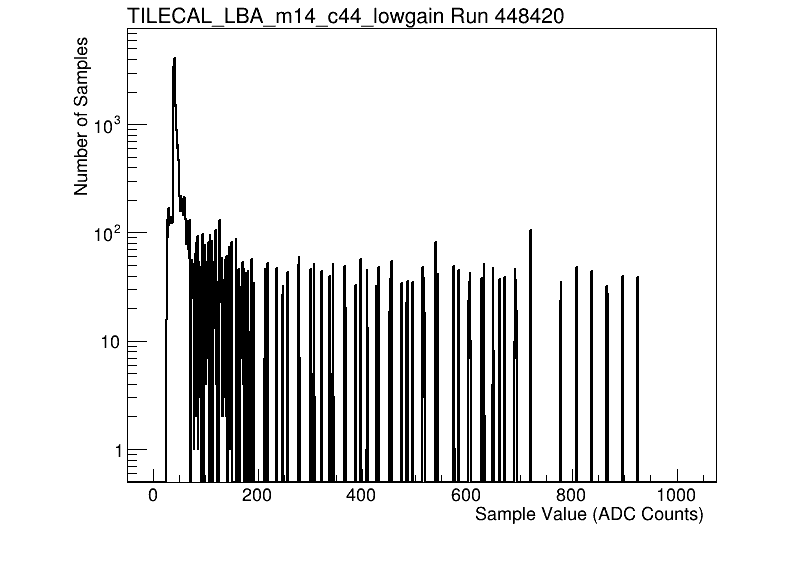 TILECAL_LBA_m14_c44_lowgain Run 448420
Number of Samples
10³
10²
10
1
0 200 400 600 800 1000
Sample Value (ADC Counts)